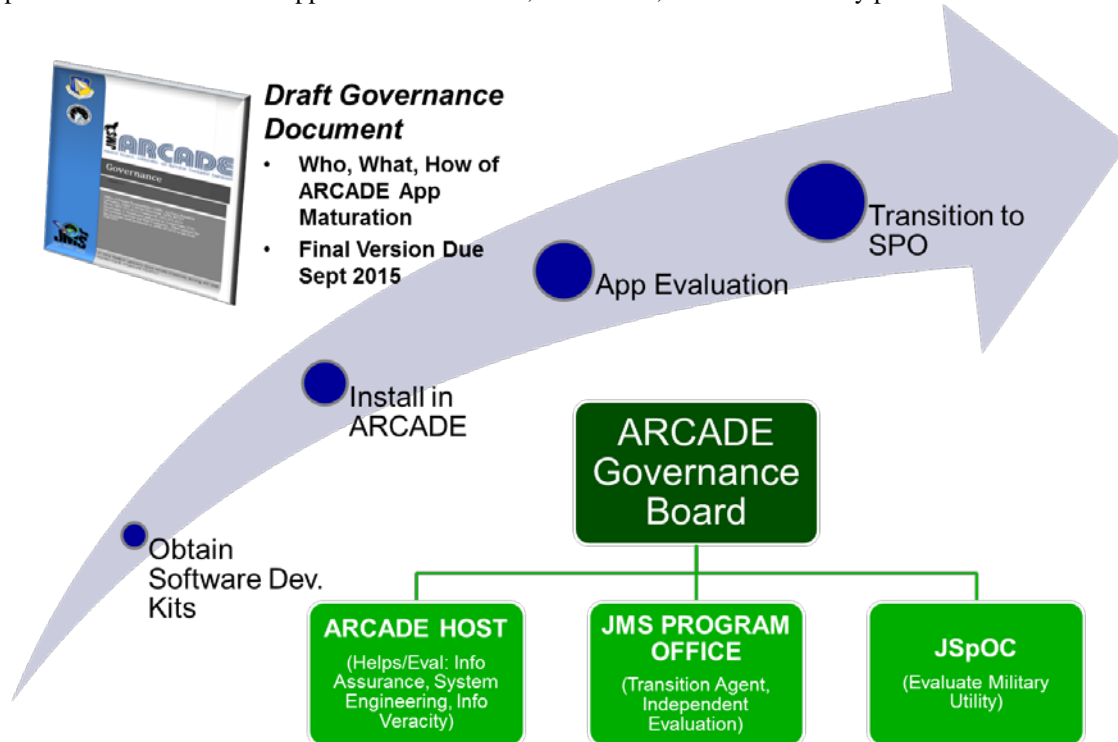 Draft Governance
Document
• Who, What, How of
ARCADE App
Maturation
• Final Version Due
Sept 2015
JMS
ARCADE
Governance
JMS
Transition to
SPO
App Evaluation
Install in
ARCADE
Obtain
Software Dev.
Kits
ARCADE
Governance
Board
ARCADE HOST
(Helps/Eval: Info
Assurance, System
Engineering, Info
Veracity)
JMS PROGRAM
OFFICE
(Transition Agent,
Independent
Evaluation)
JSpOC
(Evaluate Military
Utility)